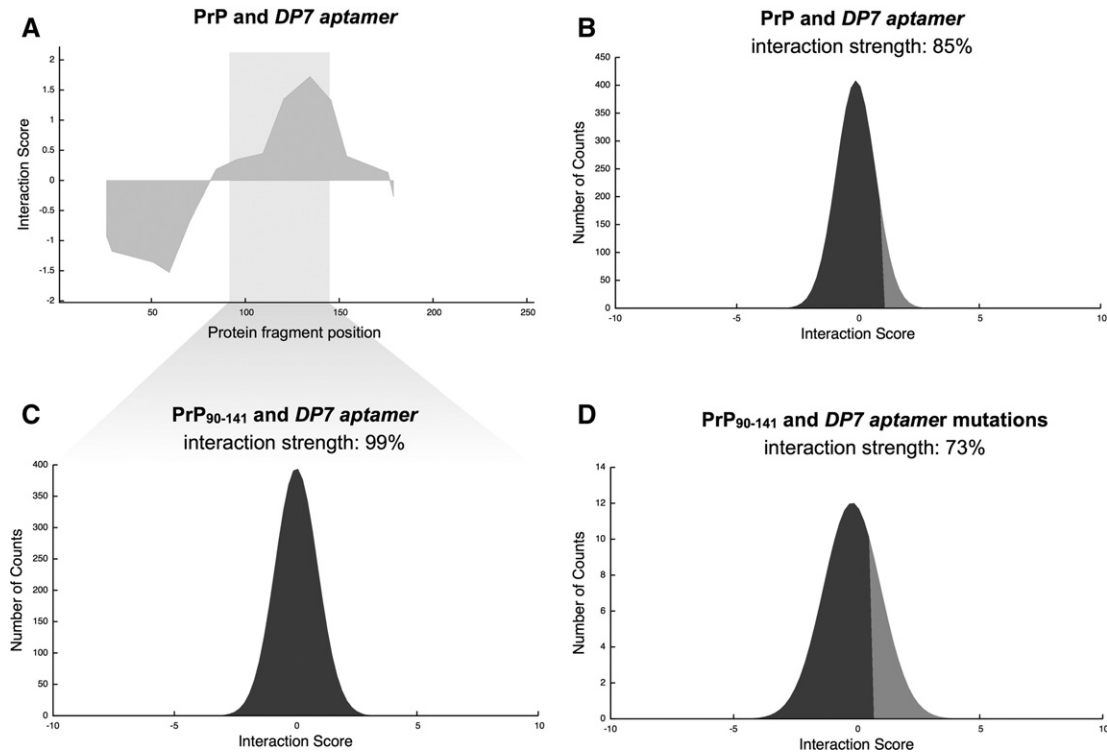 A
PrP and DP7 aptamer
Interaction Score
2
1.5
1
0.5
0
-0.5
-1
-1.5
-2
50
100
150
200
250
Protein fragment position
B
PrP and DP7 aptamer
interaction strength: 85%
Number of Counts
450
400
350
300
250
200
150
100
50
0
-10
-5
0
5
10
Interaction Score
C
PrP90-141 and DP7 aptamer
interaction strength: 99%
Number of Counts
400
350
300
250
200
150
100
50
0
-10
-5
0
5
10
Interaction Score
D
PrP90-141 and DP7 aptamer mutations
interaction strength: 73%
Number of Counts
14
12
10
8
6
4
2
0
-10
-5
0
5
10
Interaction Score